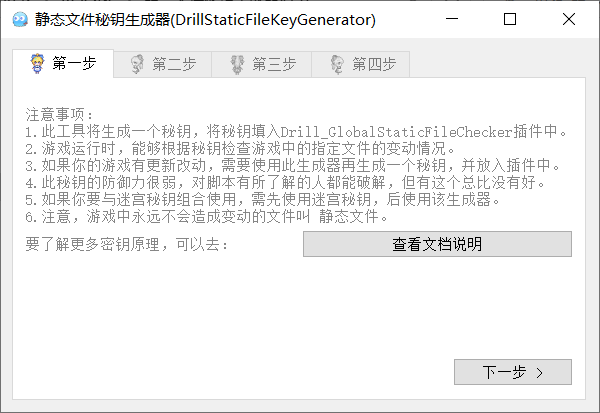 静态文件秘钥生成器(DrillStaticFileKeyGenerator)
第一步
第二步
第三步
第四步
注意事项：
1.此工具将生成一个秘钥，将秘钥填入Drill_GlobalStaticFileChecker插件中。
2.游戏运行时，能够根据秘钥检查游戏中的指定文件的变动情况。
3.如果你的游戏有更新改动，需要使用此生成器再生成一个秘钥，并放入插件中。
4.此秘钥的防御力很弱，对脚本有所了解的人都能破解，但有这个总比没有好。
5.如果你要与迷宫秘钥组合使用，需先使用迷宫秘钥，后使用该生成器。
6.注意，游戏中永远不会造成变动的文件叫 静态文件。
要了解更多密钥原理，可以去：
查看文档说明
下一步 >